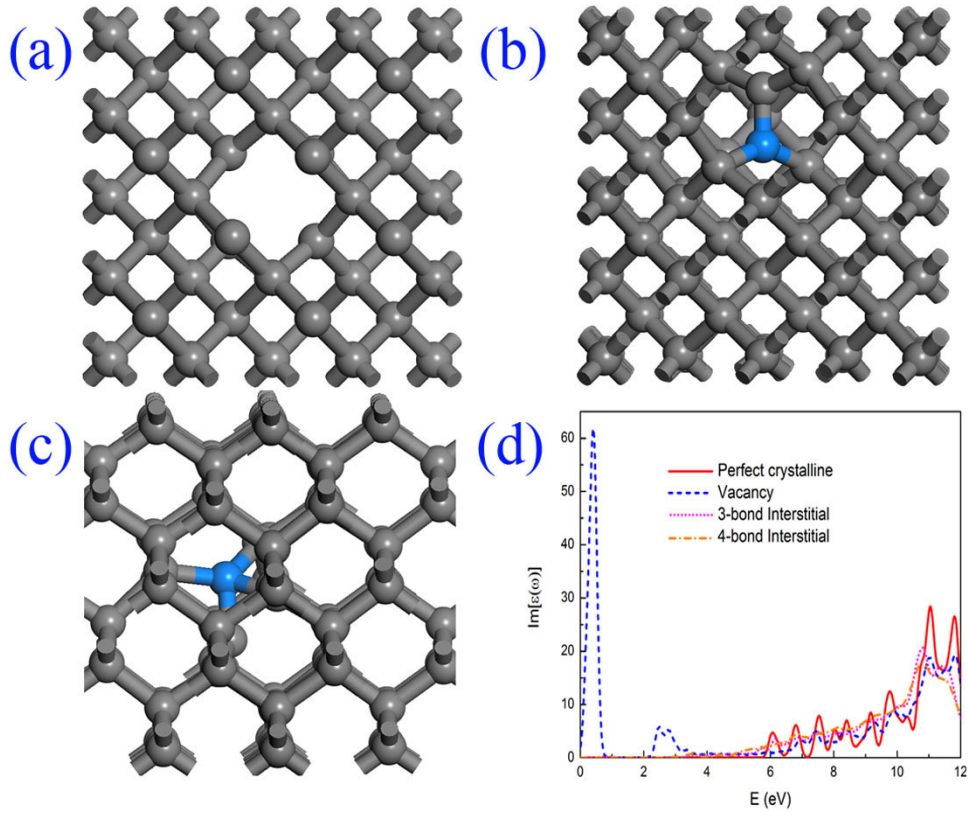 (a)
(b)
(c)
(d)
60
50
40
30
20
10
0
Im[ε(ω)]
Perfect crystalline
Vacancy
3-bond Interstitial
4-bond Interstitial
0 2 4 6 8 10 12
E (eV)